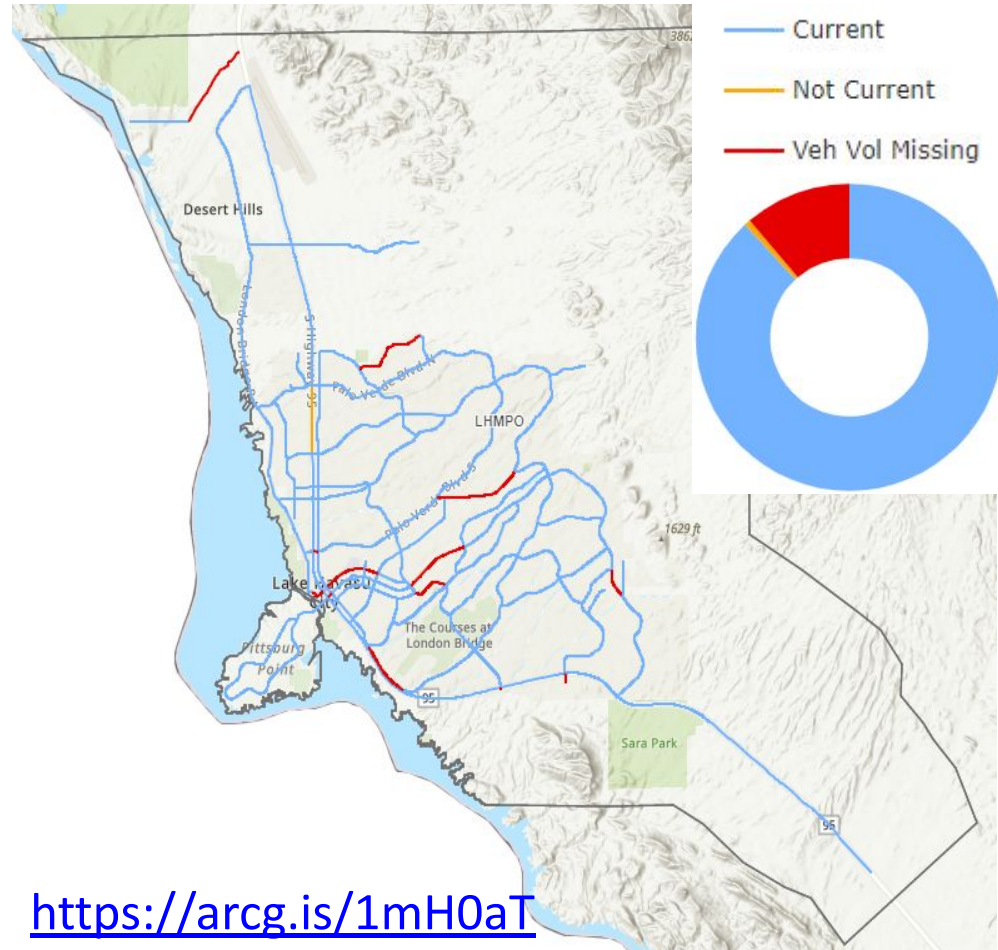 Current
Not Current
Veh Vol Missing
Desert Hills
London Bridge Rd
S Highway 95
Palo Verde Blvd N
LHMPO
Palo Verde Blvd S
1629 ft
Lake Havasu
City
The Courses at
London Bridge
Pittsburg
Point
95
Sara Park
95
https://arcg.is/1mH0aT